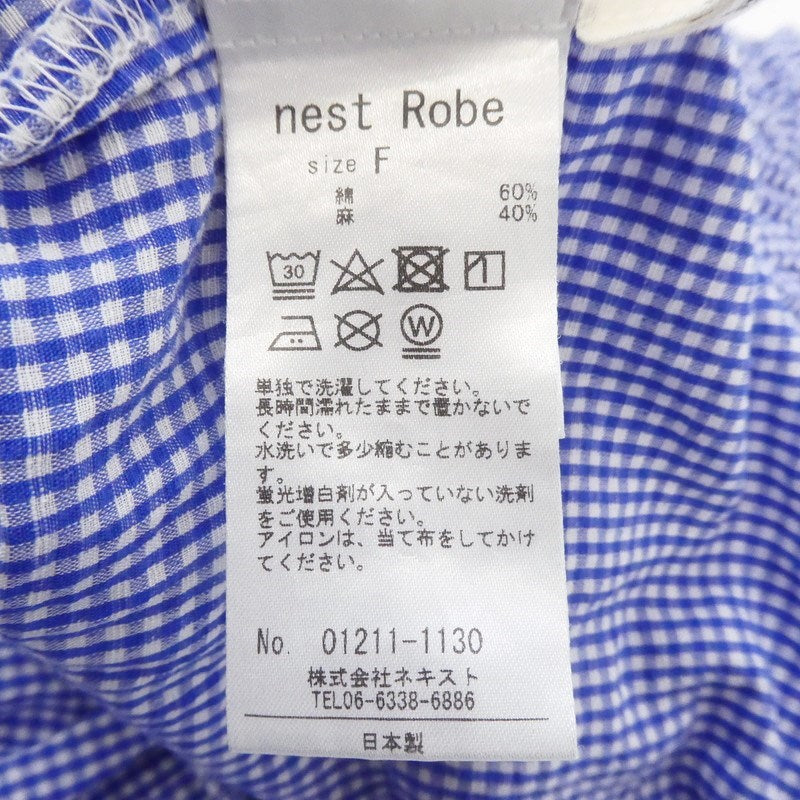 nest Robe
size F
綿 60%
麻 40%
30
W
単独で洗濯してください。
長時間濡れたままで置かないで
ください。
水洗いで多少縮むことがありま
す。
蛍光増白剤が入っていない洗剤
をご使用ください。
アイロンは、当て布をしてかけ
てください。
No. 01211-1130
株式会社ネキスト
TEL06-6338-6886
日本製